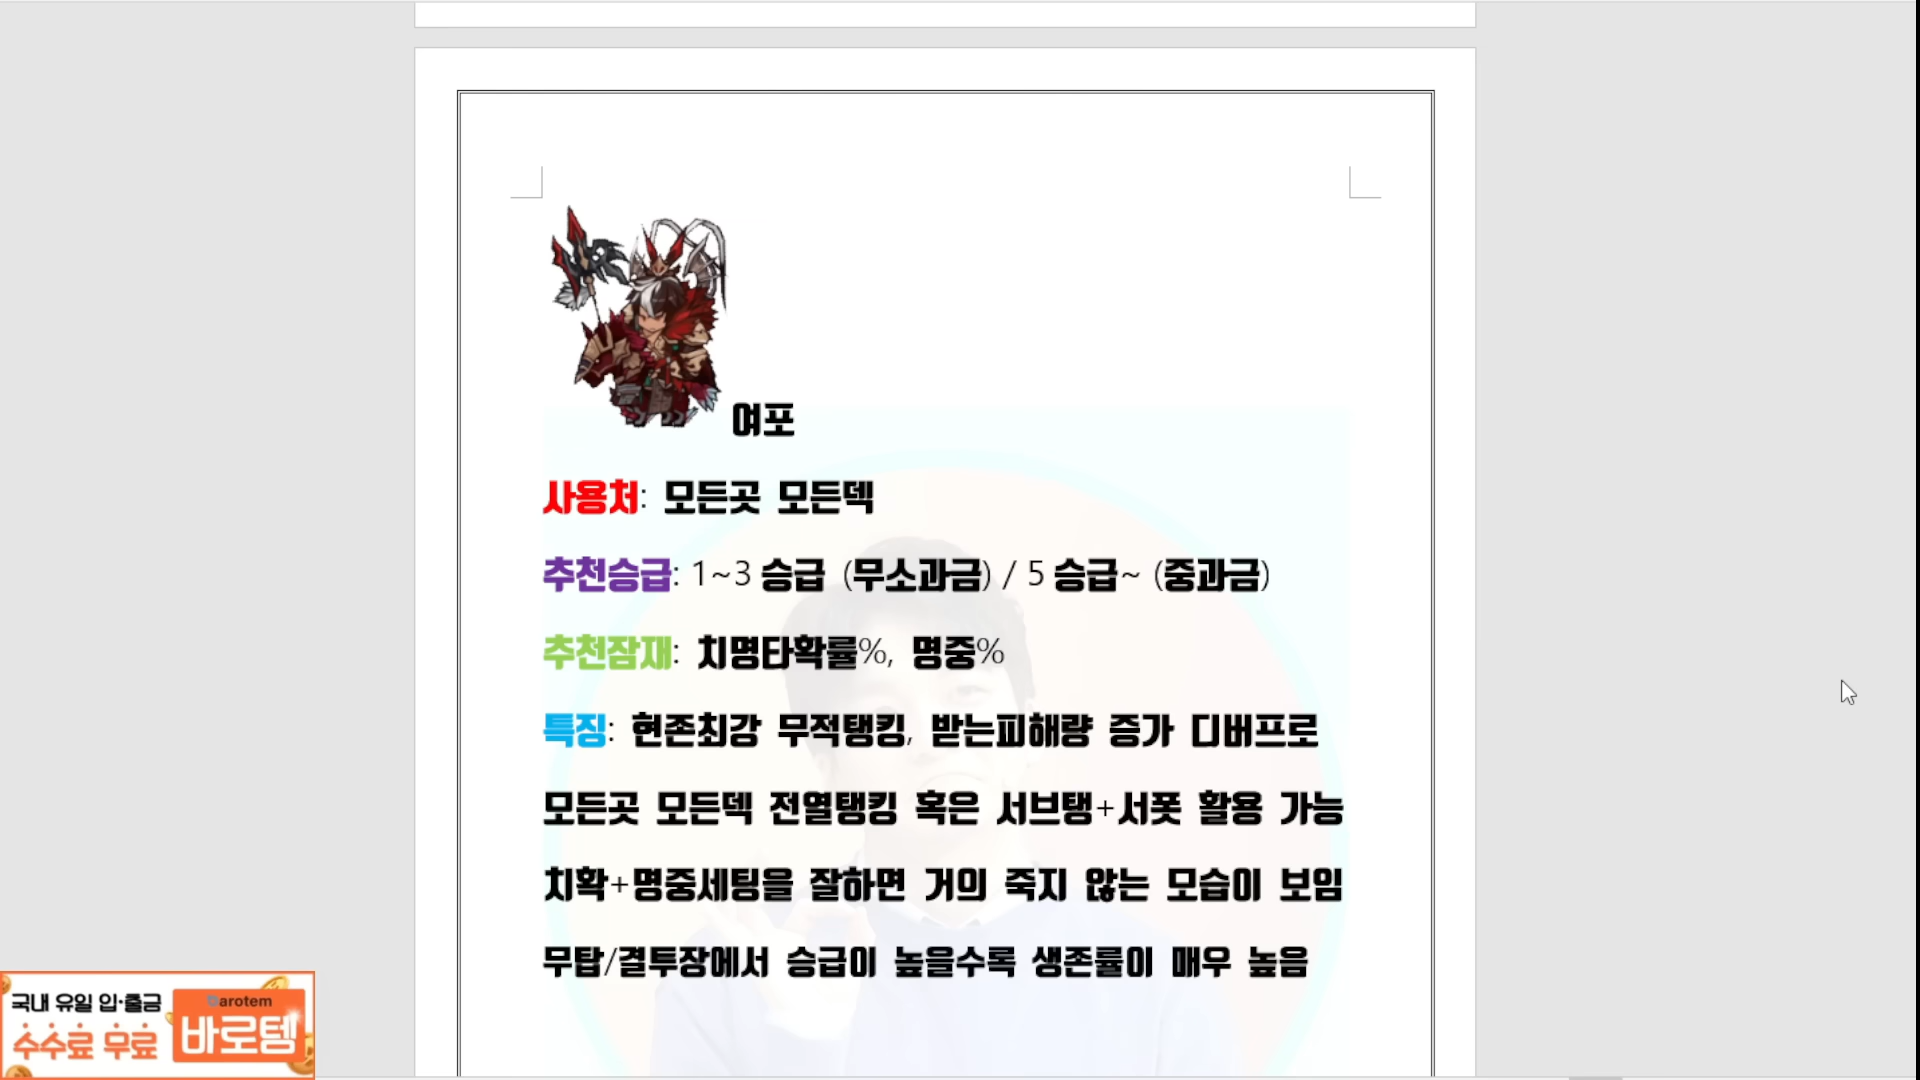 여포
사용처: 모든곳 모든덱
추천승급: 1~3 승급 (무소과금) / 5 승급~ (중과금)
추천잠재: 치명타확률%, 명중%
특징: 현존최강 무적탱킹, 받는피해량 증가 디버프로
모든곳 모든덱 전열탱킹 혹은 서브탱+서폿 활용 가능
치확+명중세팅을 잘하면 거의 죽지 않는 모습이 보임
무탑/결투장에서 승급이 높을수록 생존률이 매우 높음
국내 유일 입·출금
수수료 무료
Barotem
바로템